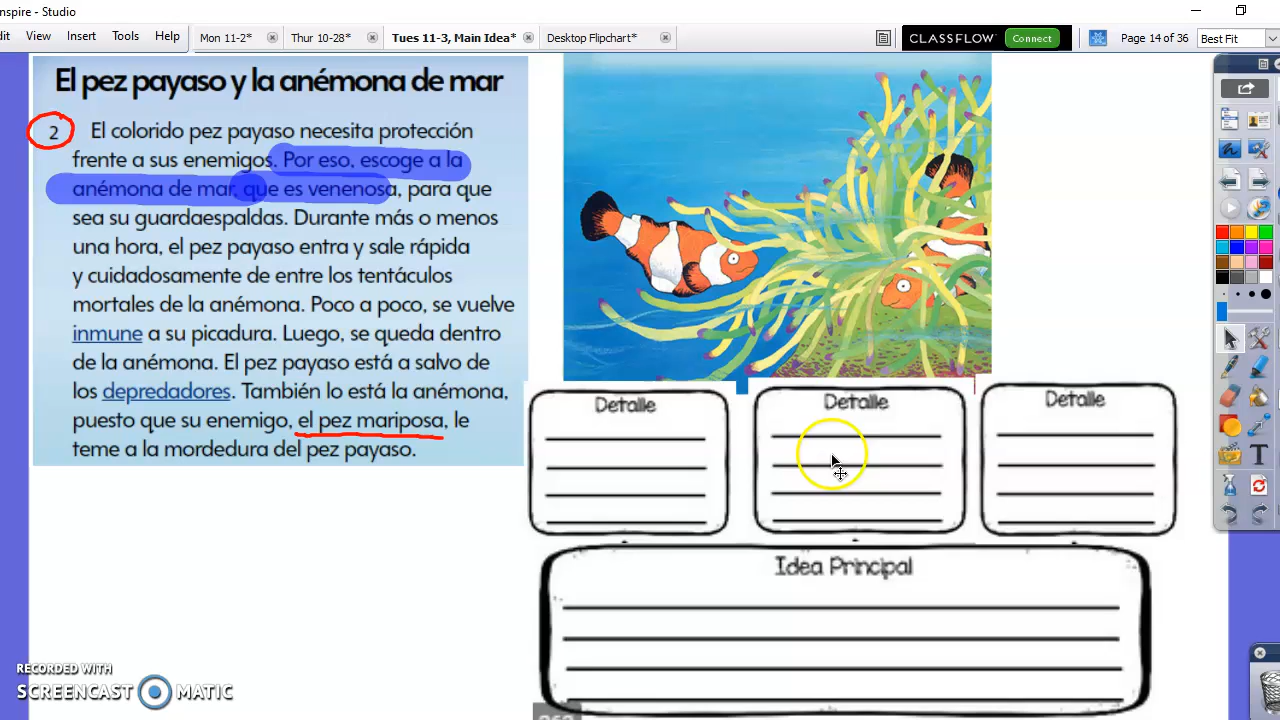 nspire - Studio
dit View Insert Tools Help Mon 11-2* Thur 10-28* Tues 11-3, Main Idea* Desktop Flipchart* CLASSFLOW Connect Page 14 of 36 Best Fit
El pez payaso y la anémona de mar
2 El colorido pez payaso necesita protección
frente a sus enemigos. Por eso, escoge a la
anémona de mar, que es venenosa, para que
sea su guardaespaldas. Durante más o menos
una hora, el pez payaso entra y sale rápida
y cuidadosamente de entre los tentáculos
mortales de la anémona. Poco a poco, se vuelve
inmune a su picadura. Luego, se queda dentro
de la anémona. El pez payaso está a salvo de
los depredadores. También lo está la anémona,
puesto que su enemigo, el pez mariposa, le
teme a la mordedura del pez payaso.
Detalle Detalle Detalle
Idea Principal
RECORDED WITH
SCREENCAST MATIC